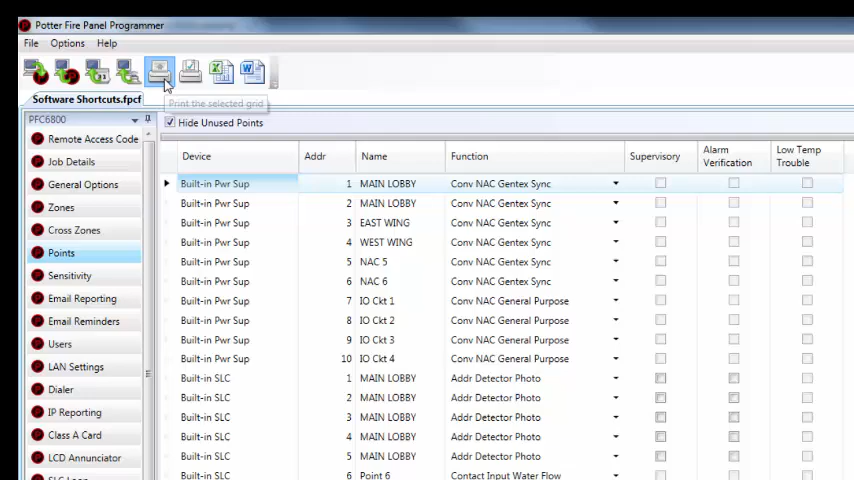 Potter Fire Panel Programmer
File Options Help
31
Software Shortcuts.fpcf
Print the selected grid
PFC6800
Hide Unused Points
Remote Access Code
Job Details
General Options
Zones
Cross Zones
Points
Sensitivity
Email Reporting
Email Reminders
Users
LAN Settings
Dialer
IP Reporting
Class A Card
LCD Annunciator
SLC Loop
Device Addr Name Function Supervisory Alarm Verification Low Temp Trouble
Built-in Pwr Sup 1 MAIN LOBBY Conv NAC Gentex Sync
Built-in Pwr Sup 2 MAIN LOBBY Conv NAC Gentex Sync
Built-in Pwr Sup 3 EAST WING Conv NAC Gentex Sync
Built-in Pwr Sup 4 WEST WING Conv NAC Gentex Sync
Built-in Pwr Sup 5 NAC 5 Conv NAC Gentex Sync
Built-in Pwr Sup 6 NAC 6 Conv NAC Gentex Sync
Built-in Pwr Sup 7 IO Ckt 1 Conv NAC General Purpose
Built-in Pwr Sup 8 IO Ckt 2 Conv NAC General Purpose
Built-in Pwr Sup 9 IO Ckt 3 Conv NAC General Purpose
Built-in Pwr Sup 10 IO Ckt 4 Conv NAC General Purpose
Built-in SLC 1 MAIN LOBBY Addr Detector Photo
Built-in SLC 2 MAIN LOBBY Addr Detector Photo
Built-in SLC 3 MAIN LOBBY Addr Detector Photo
Built-in SLC 4 MAIN LOBBY Addr Detector Photo
Built-in SLC 5 MAIN LOBBY Addr Detector Photo
Built-in SLC 6 Point 6 Contact Input Water Flow